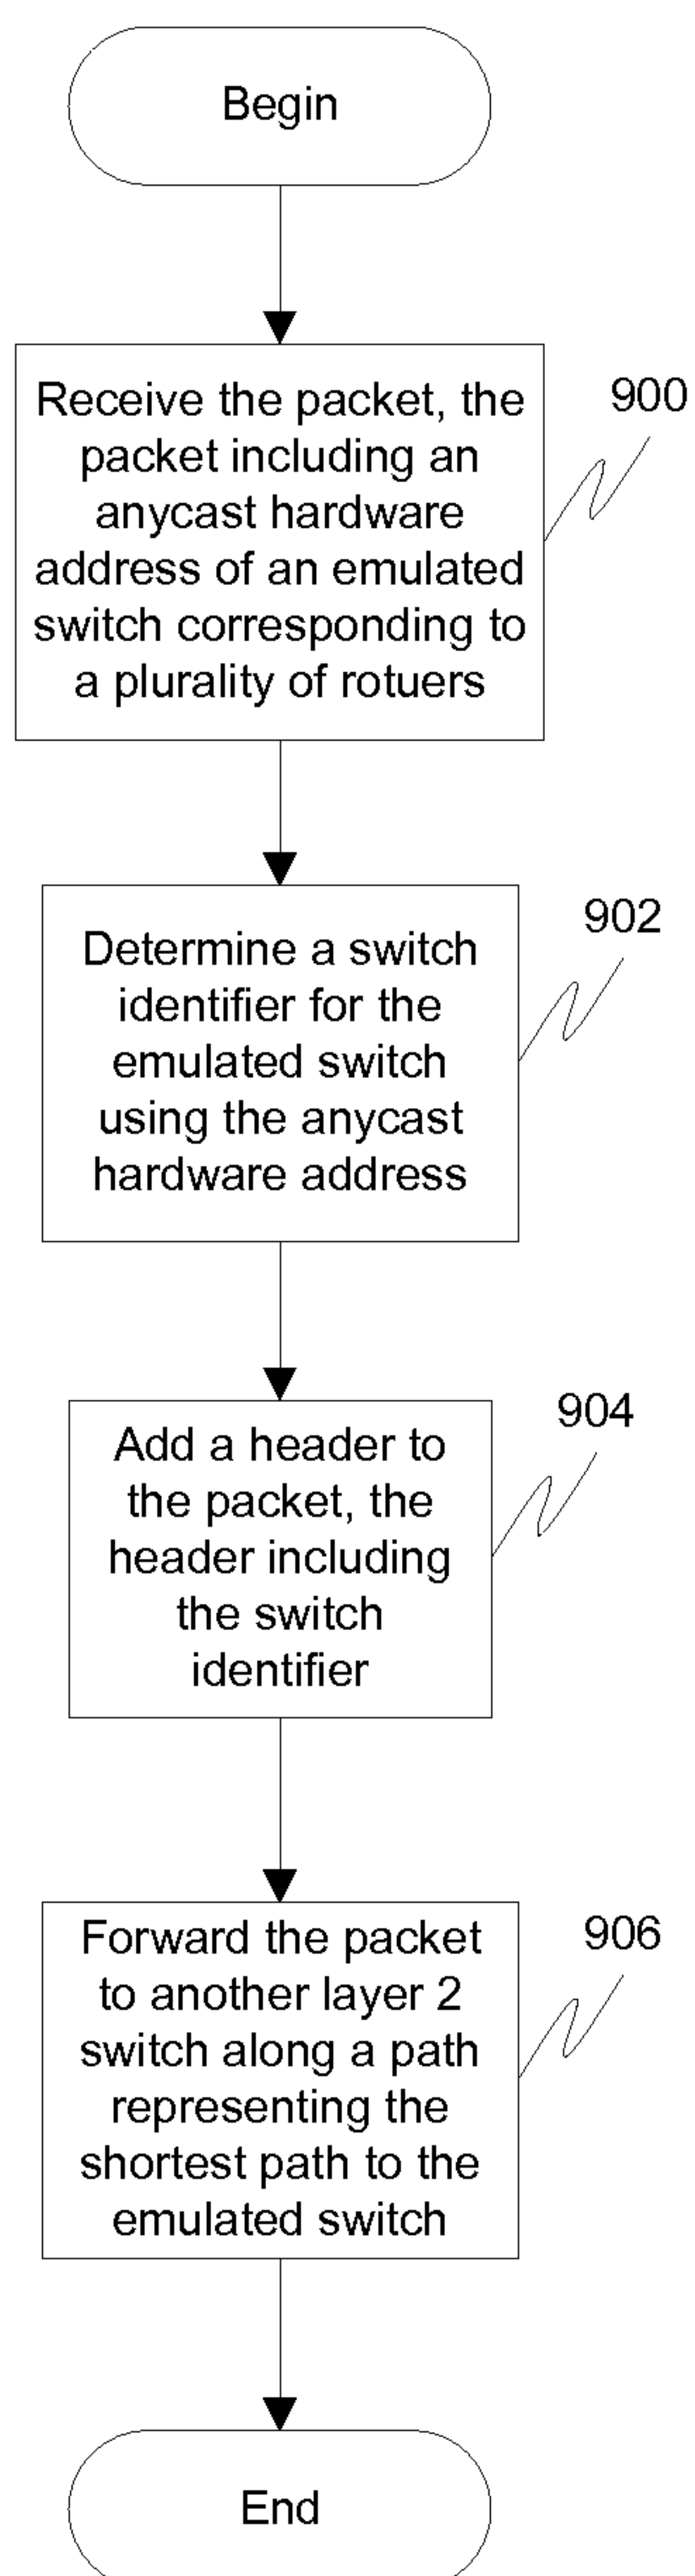 Begin
Receive the packet, the
packet including an
anycast hardware
address of an emulated
switch corresponding to
a plurality of rotuers
900
Determine a switch
identifier for the
emulated switch
using the anycast
hardware address
902
Add a header to
the packet, the
header including
the switch
identifier
904
Forward the packet
to another layer 2
switch along a path
representing the
shortest path to the
emulated switch
906
End